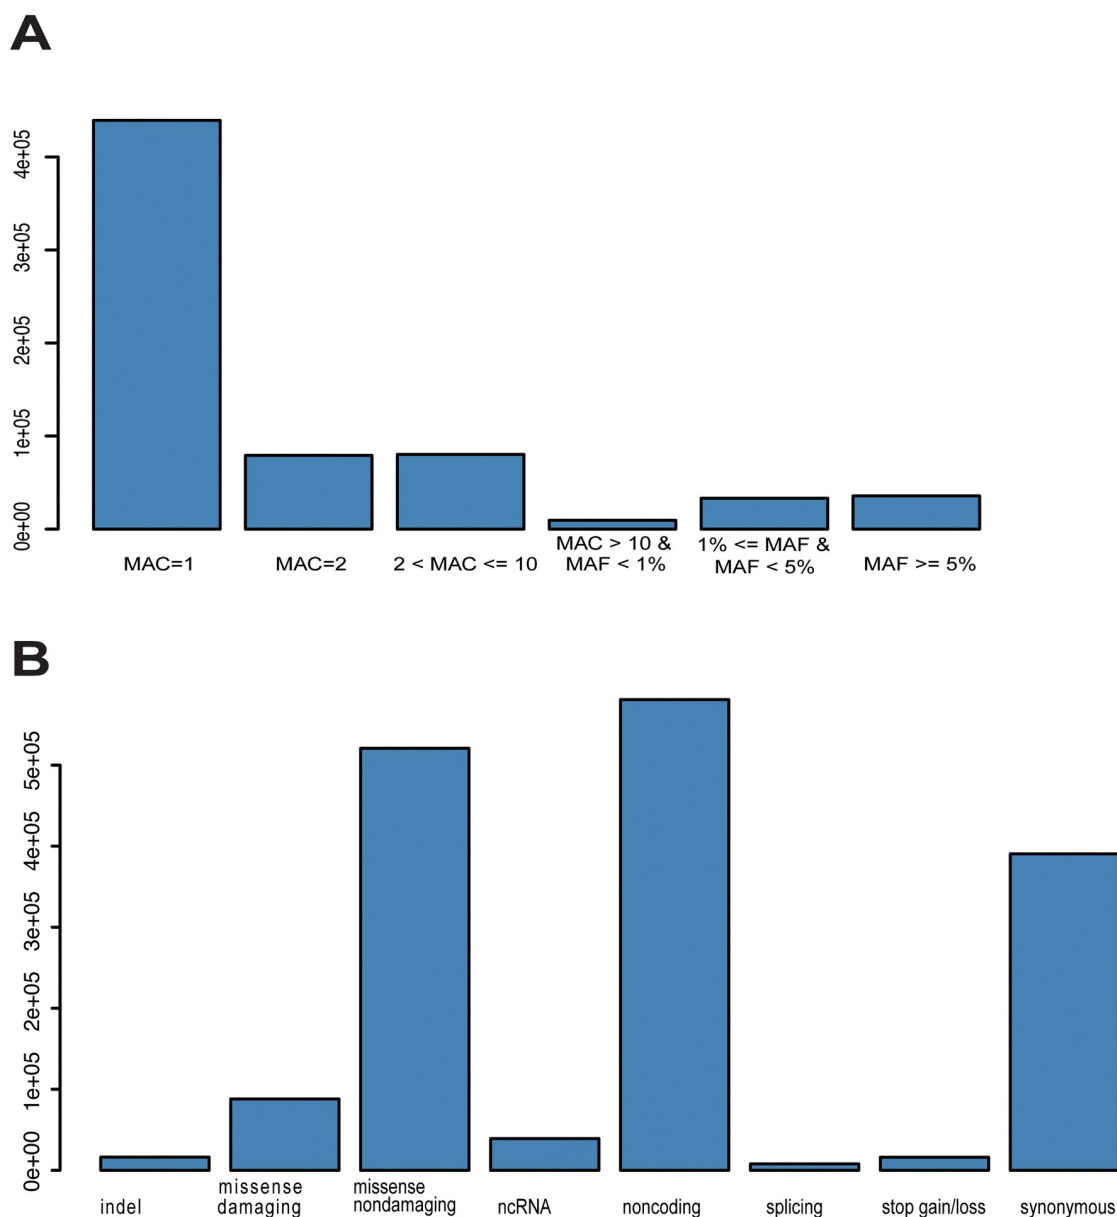 A
4e+05
3e+05
2e+05
1e+05
0e+00
MAC=1
MAC=2
2 < MAC <= 10
MAC > 10 &
MAF < 1%
1% <= MAF &
MAF < 5%
MAF >= 5%
B
5e+05
4e+05
3e+05
2e+05
1e+05
0e+00
indel
missense
damaging
missense
nondamaging
ncRNA
noncoding
splicing
stop gain/loss
synonymous